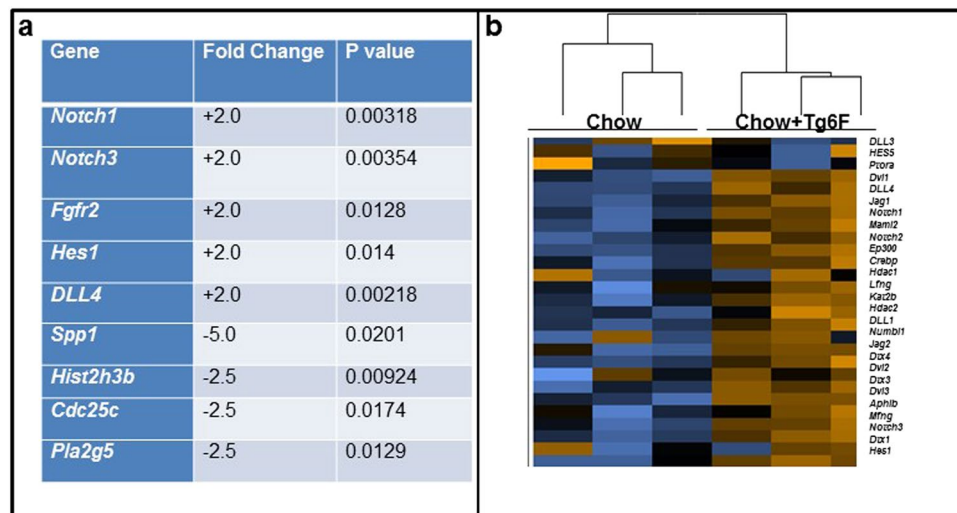 a
Gene Fold Change P value
Notch1 +2.0 0.00318
Notch3 +2.0 0.00354
Fgfr2 +2.0 0.0128
Hes1 +2.0 0.014
DLL4 +2.0 0.00218
Spp1 -5.0 0.0201
Hist2h3b -2.5 0.00924
Cdc25c -2.5 0.0174
Pla2g5 -2.5 0.0129
b
Chow Chow+Tg6F
DLL3
HES5
Dvl1
DLL4
Jag1
Notch1
Maml2
Notch2
Ep300
Crebp
Hdac1
Lfng
Kat2b
Hdac2
DLL1
Numbl1
Jag2
Dtx4
Dvl2
Dtx3
Dvl3
Aphlb
Mfng
Notch3
Dtx1
Hes1